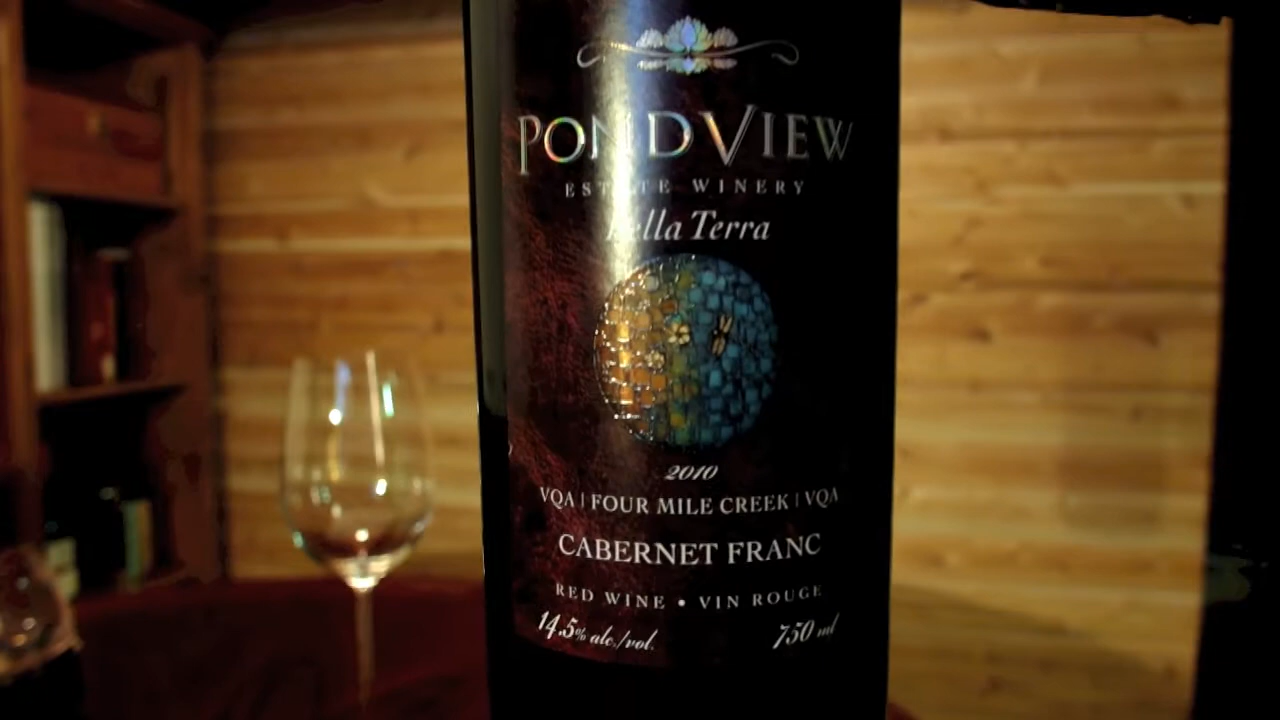 PONDVIEW
ESTATE WINERY
Bella Terra
2010
VQA | FOUR MILE CREEK | VQA
CABERNET FRANC
RED WINE • VIN ROUGE
14.5% alc./vol. 750 ml